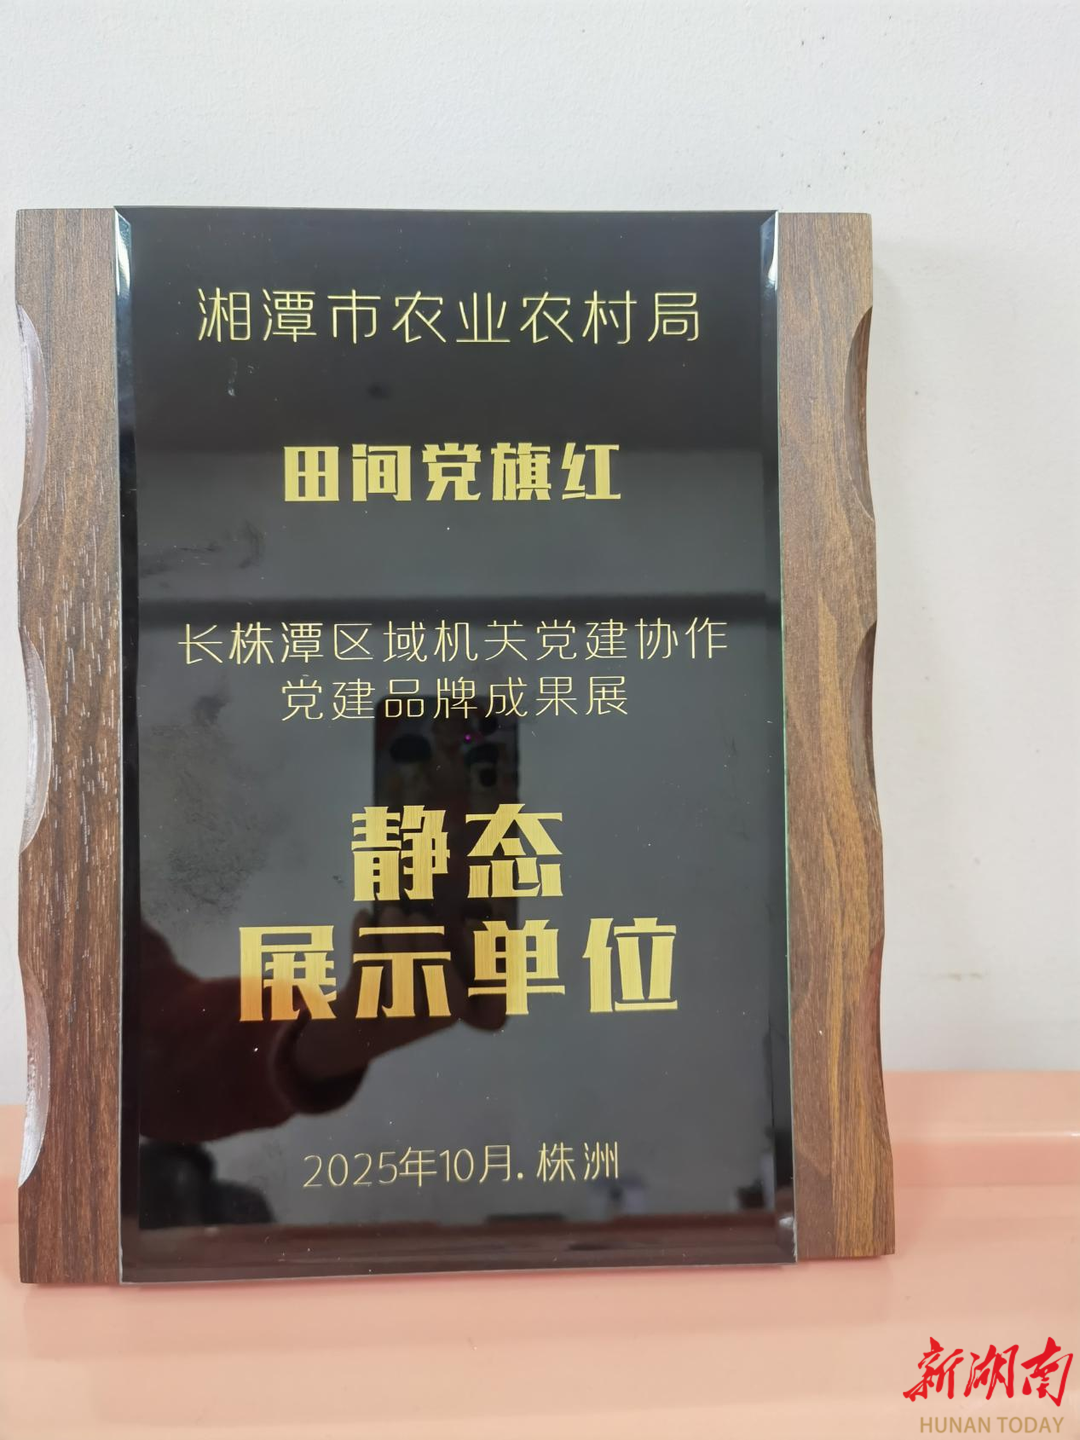 湘潭市农业农村局
田间党旗红
长株潭区域机关党建协作
党建品牌成果展
静态
展示单位
2025年10月.株洲
新湖南
HUNAN TODAY